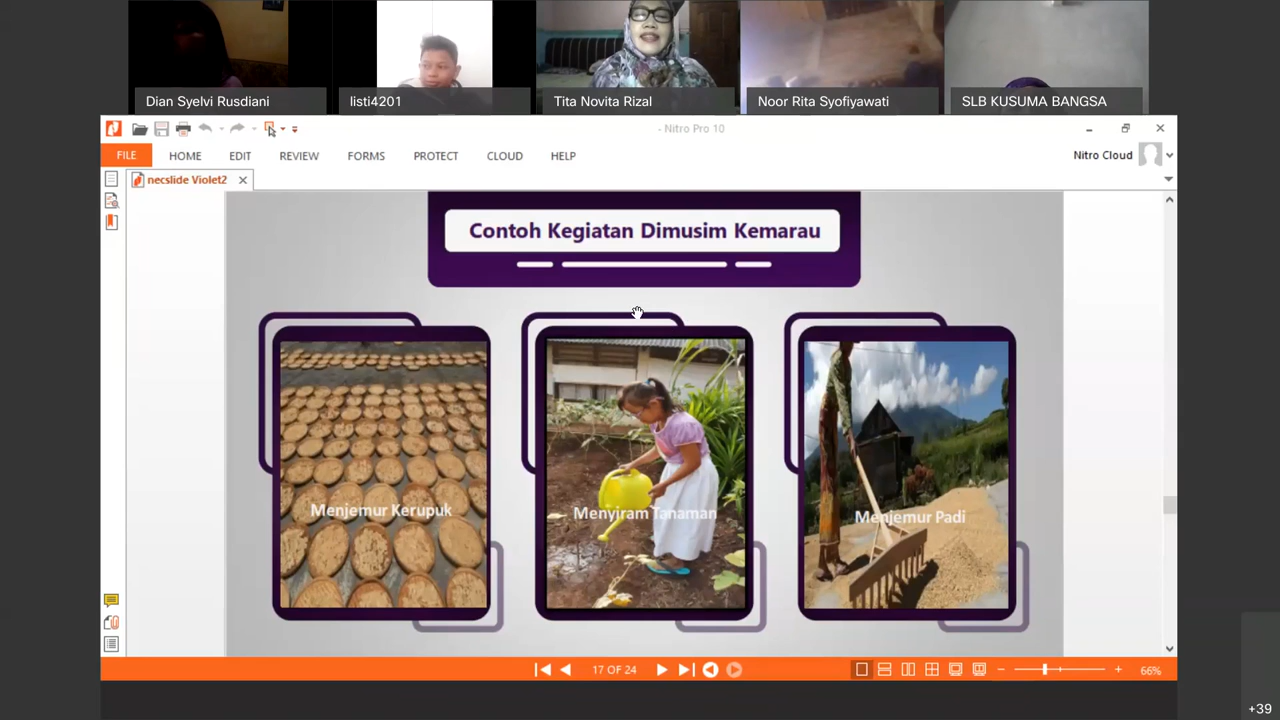 Dian Syelvi Rusdiani
listi4201
Tita Novita Rizal
Noor Rita Syofiyawati
SLB KUSUMA BANGSA
- Nitro Pro 10
FILE HOME EDIT REVIEW FORMS PROTECT CLOUD HELP
Nitro Cloud
necslide Violet2
Contoh Kegiatan Dimusim Kemarau
Menjemur Kerupuk
Menyiram Tanaman
Menjemur Padi
17 OF 24
66%
+39